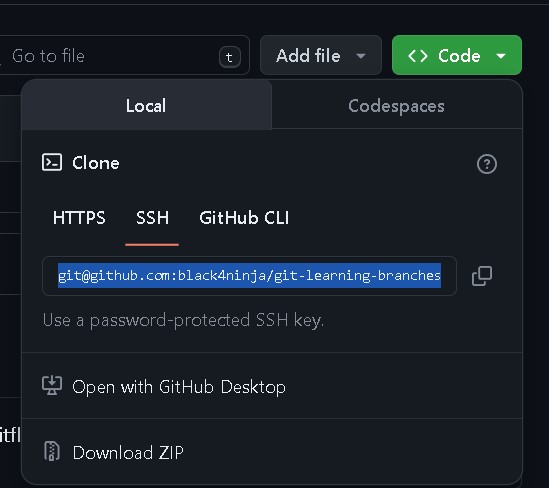 Go to file
t
Add file
Code
Local
Codespaces
Clone
HTTPS
SSH
GitHub CLI
git@github.com:black4ninja/git-learning-branches
Use a password-protected SSH key.
Open with GitHub Desktop
Download ZIP